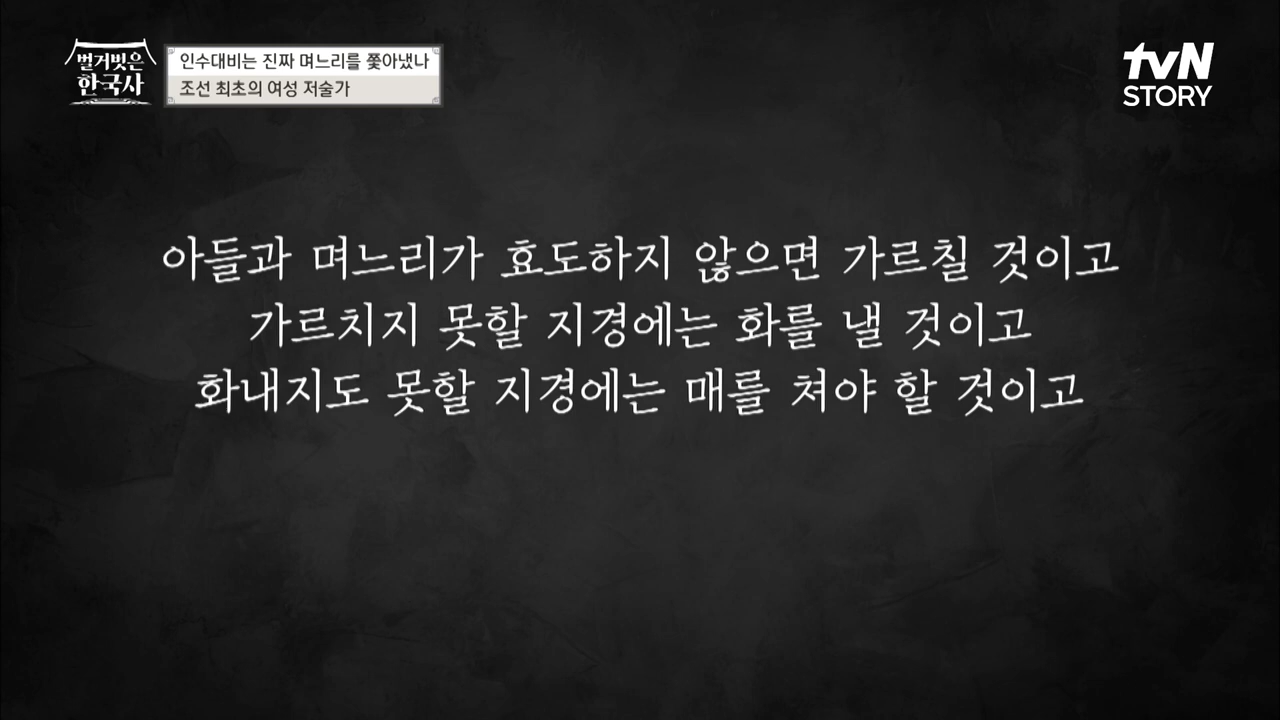 벌거벗은
한국사
인수대비는 진짜 며느리를 쫓아냈나
조선 최초의 여성 저술가
tvN
STORY
아들과 며느리가 효도하지 않으면 가르칠 것이고
가르치지 못할 지경에는 화를 낼 것이고
화내지도 못할 지경에는 매를 쳐야 할 것이고